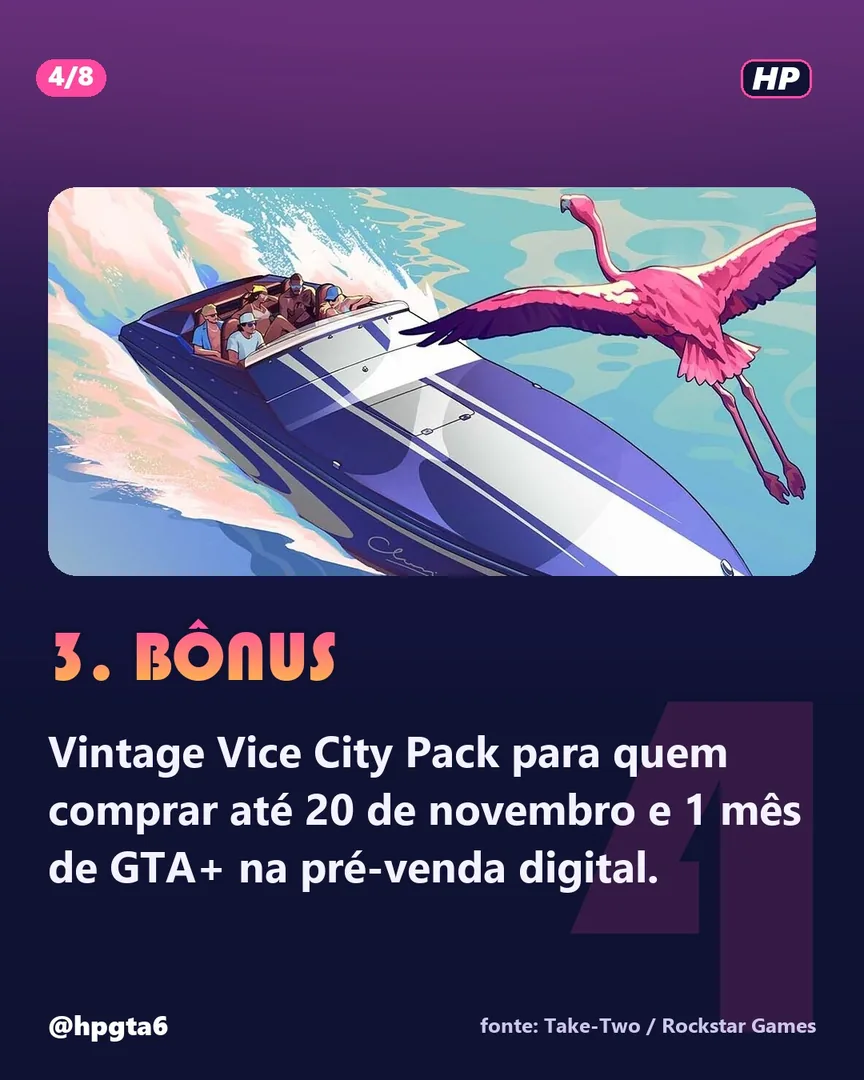 4/8
HP
3. BÔNUS
Vintage Vice City Pack para quem
comprar até 20 de novembro e 1 mês
de GTA+ na pré-venda digital.
4
@hpgta6
fonte: Take-Two / Rockstar Games